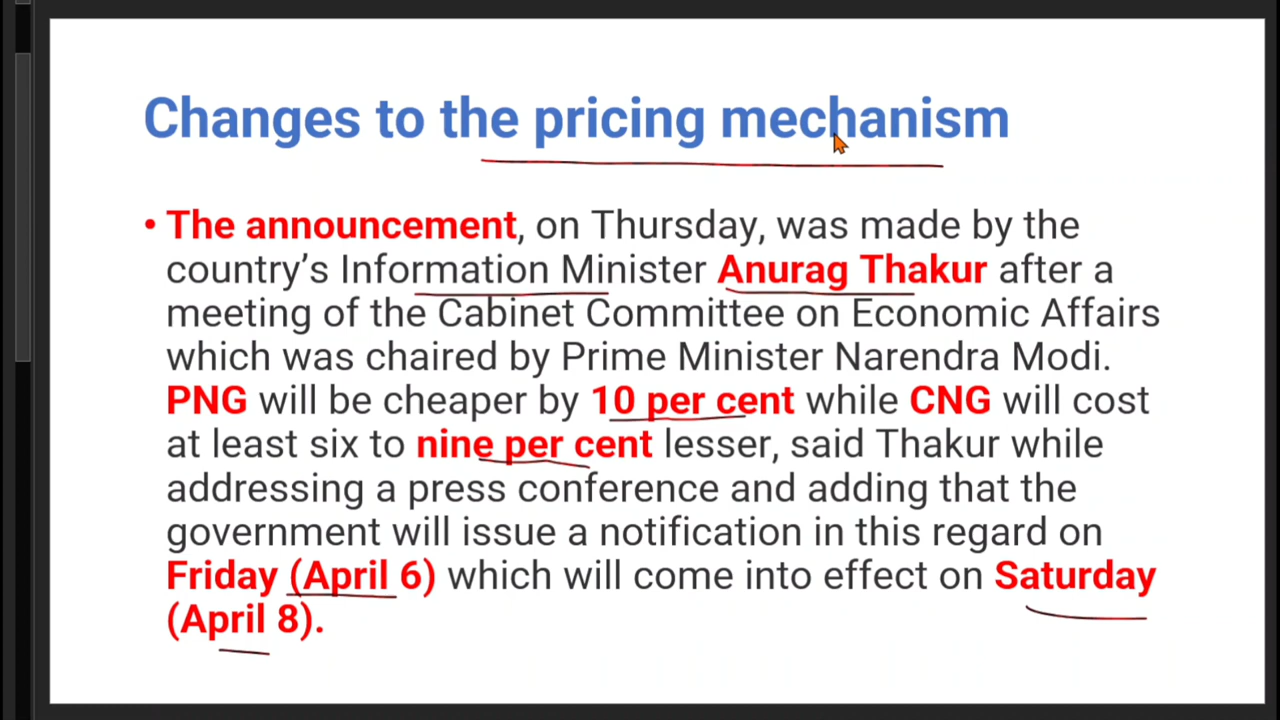 Changes to the pricing mechanism
• The announcement, on Thursday, was made by the
country’s Information Minister Anurag Thakur after a
meeting of the Cabinet Committee on Economic Affairs
which was chaired by Prime Minister Narendra Modi.
PNG will be cheaper by 10 per cent while CNG will cost
at least six to nine per cent lesser, said Thakur while
addressing a press conference and adding that the
government will issue a notification in this regard on
Friday (April 6) which will come into effect on Saturday
(April 8).